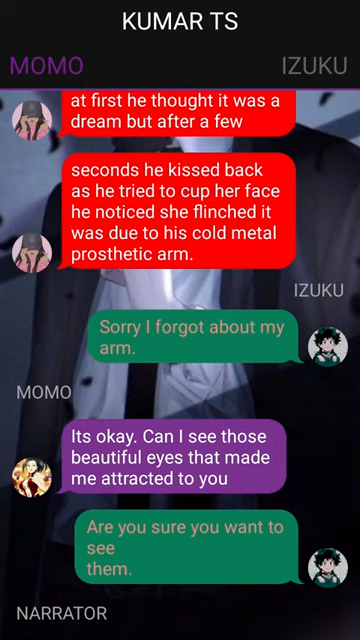 KUMAR TS
MOMO
IZUKU
at first he thought it was a
dream but after a few
seconds he kissed back
as he tried to cup her face
he noticed she flinched it
was due to his cold metal
prosthetic arm.
IZUKU
Sorry I forgot about my
arm.
MOMO
Its okay. Can I see those
beautiful eyes that made
me attracted to you
Are you sure you want to
see
them.
NARRATOR